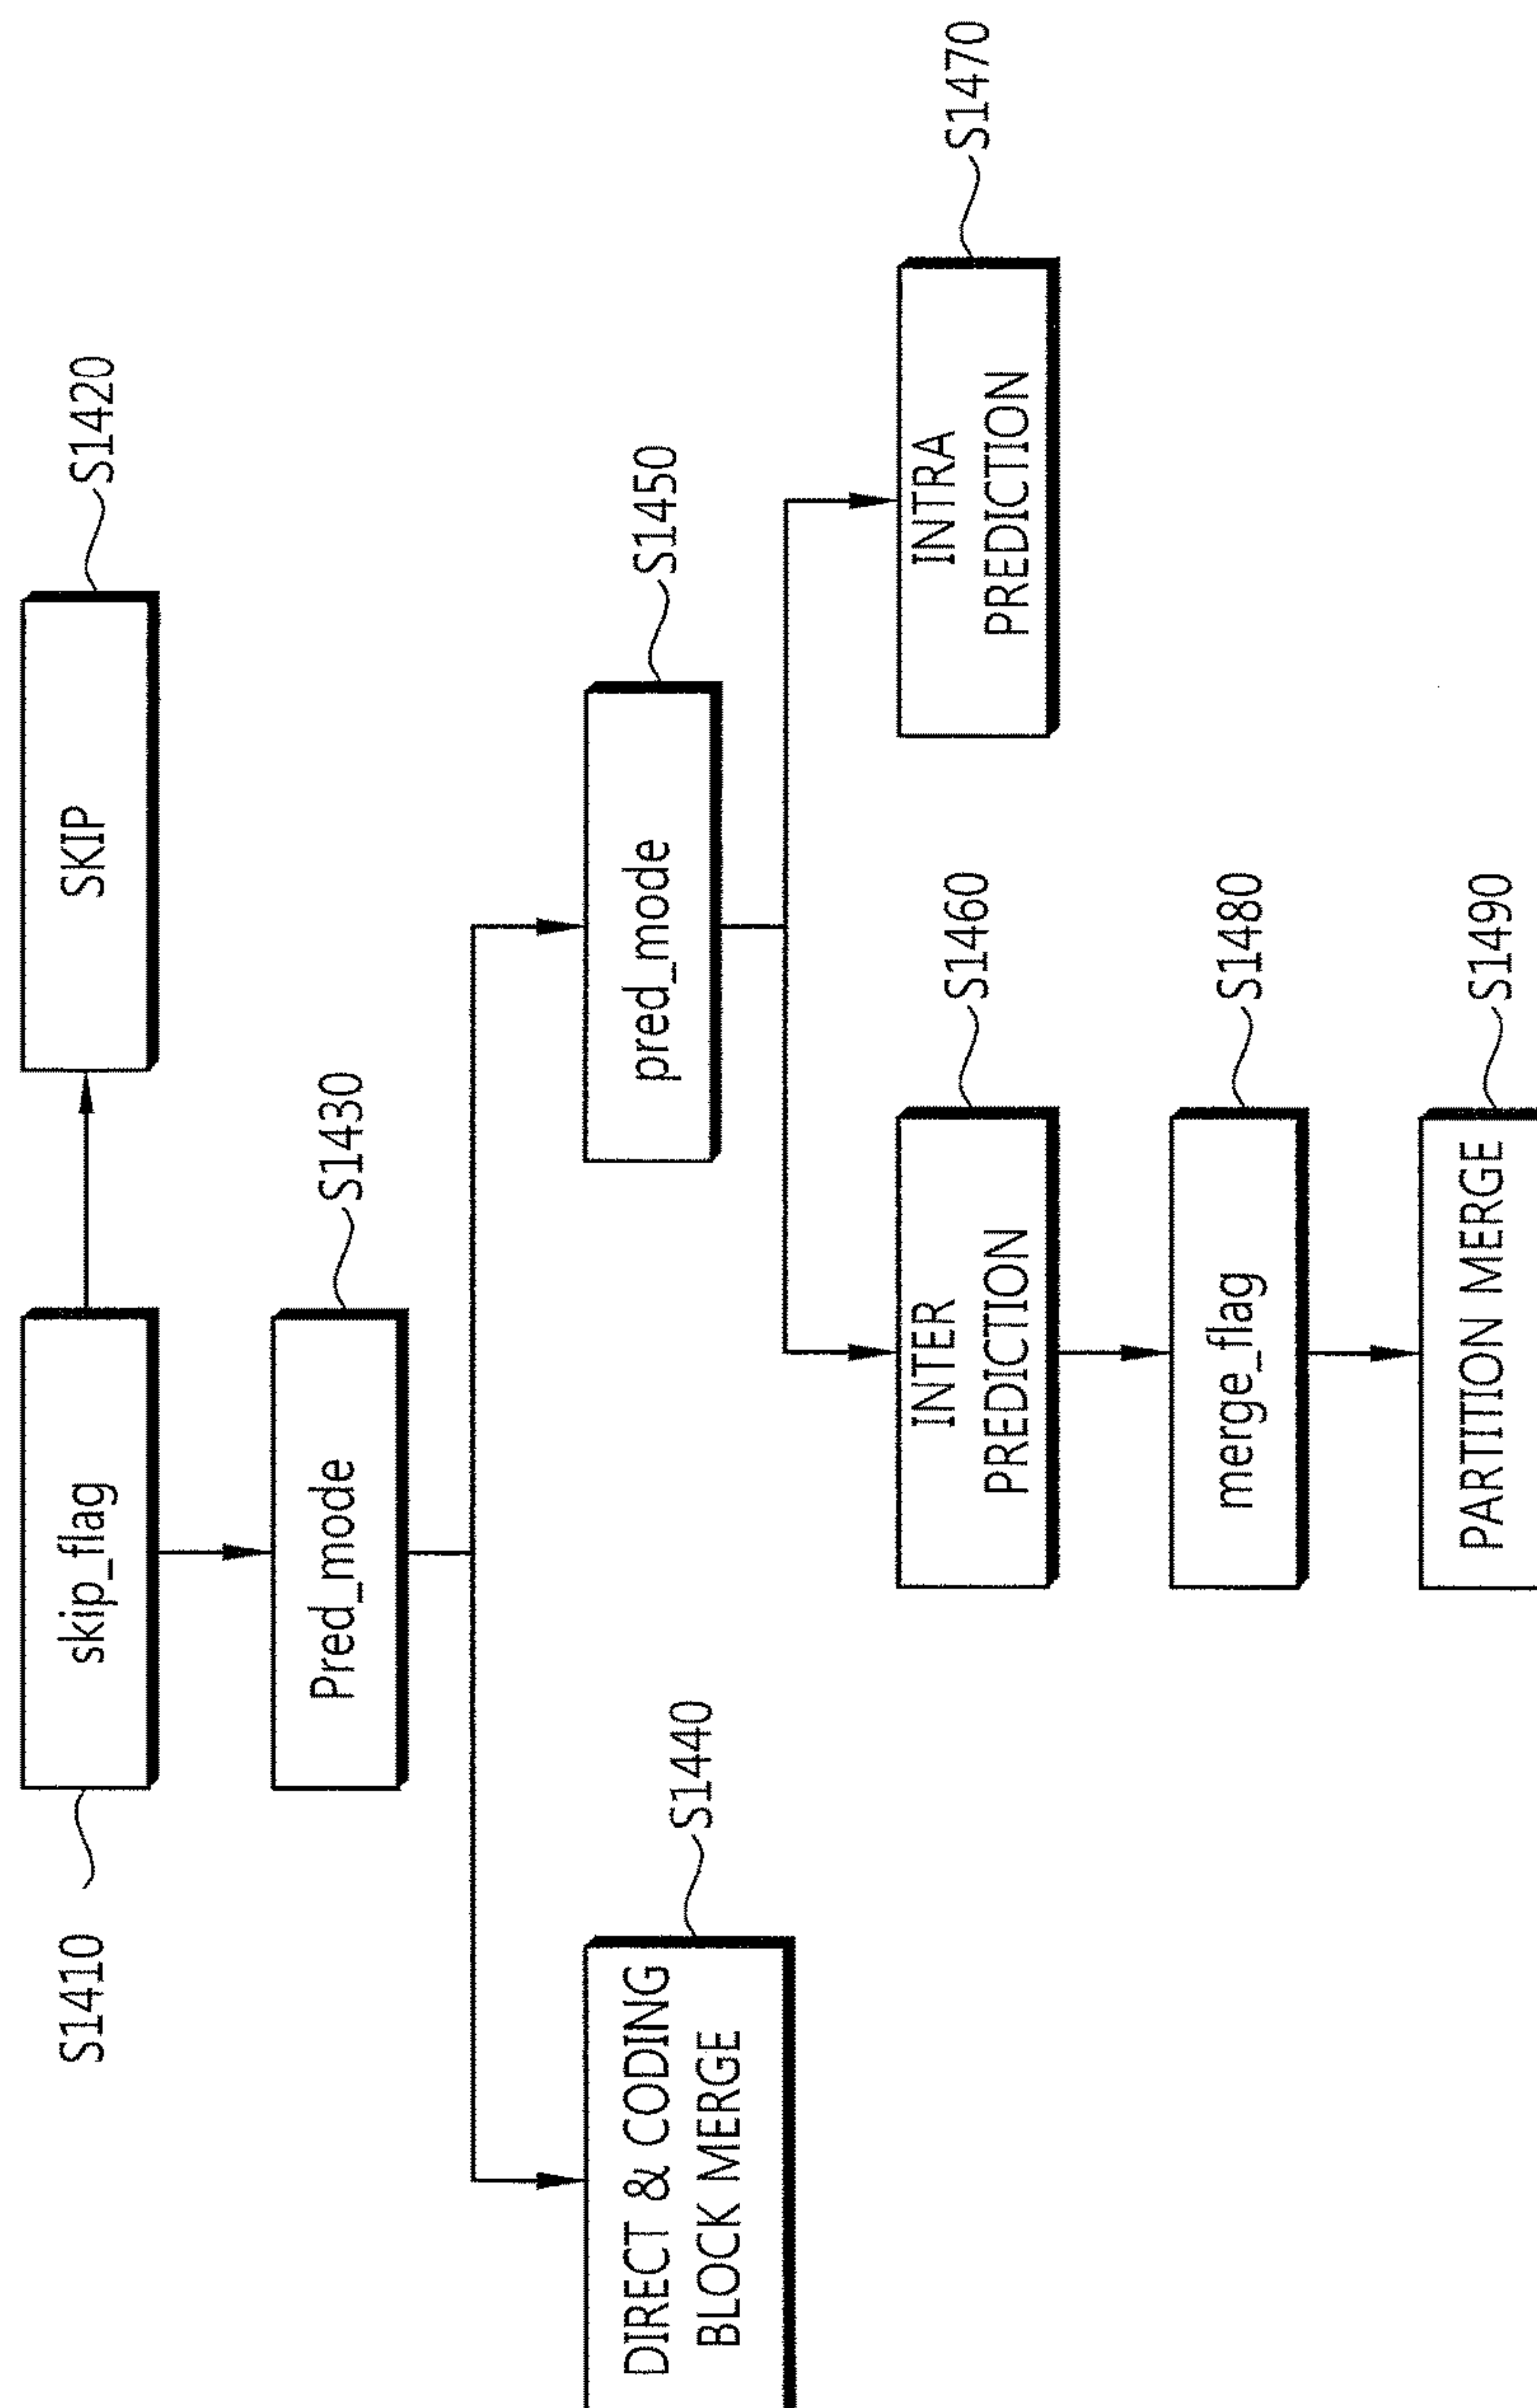 S1410
skip_flag
SKIP
S1420
Pred_mode
S1430
DIRECT & CODING
BLOCK MERGE
S1440
pred_mode
S1450
INTER
PREDICTION
S1460
INTRA
PREDICTION
S1470
merge_flag
S1480
PARTITION MERGE
S1490